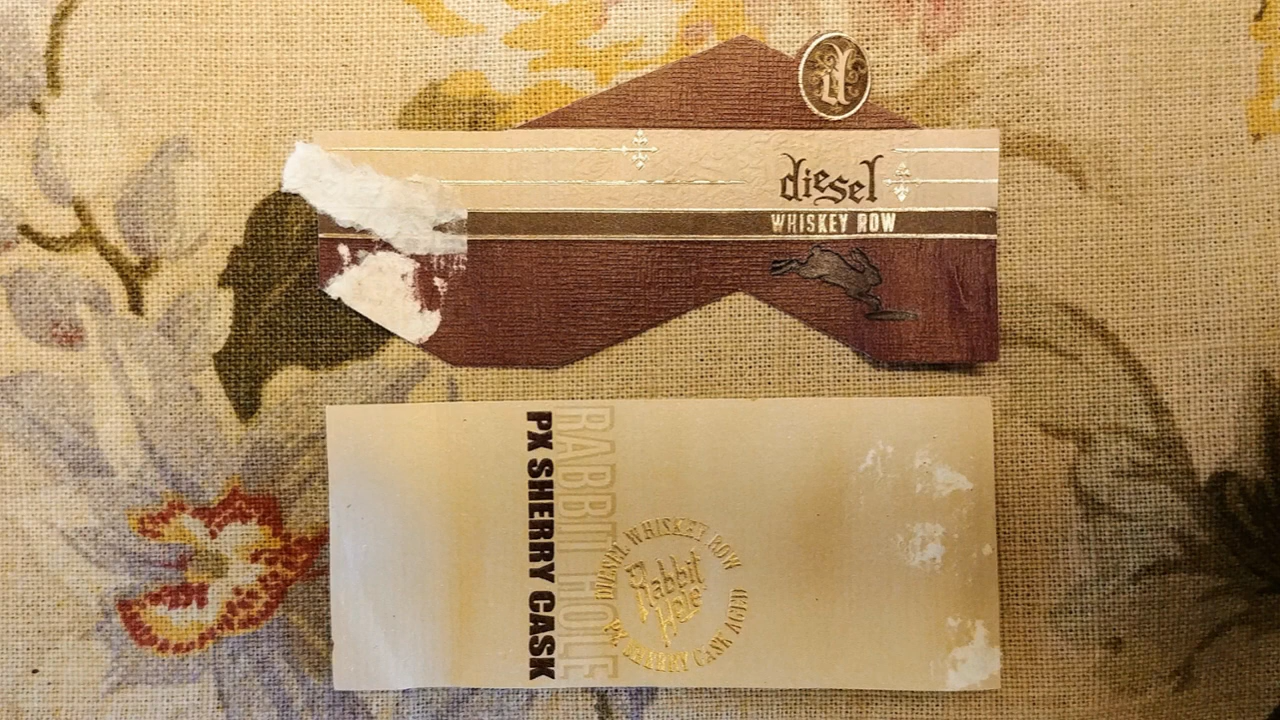 d
diesel
WHISKEY ROW
RABBIT HOLE
PX SHERRY CASK
DIESEL WHISKEY ROW
Rabbit
Hole
PX SHERRY CASK AGED